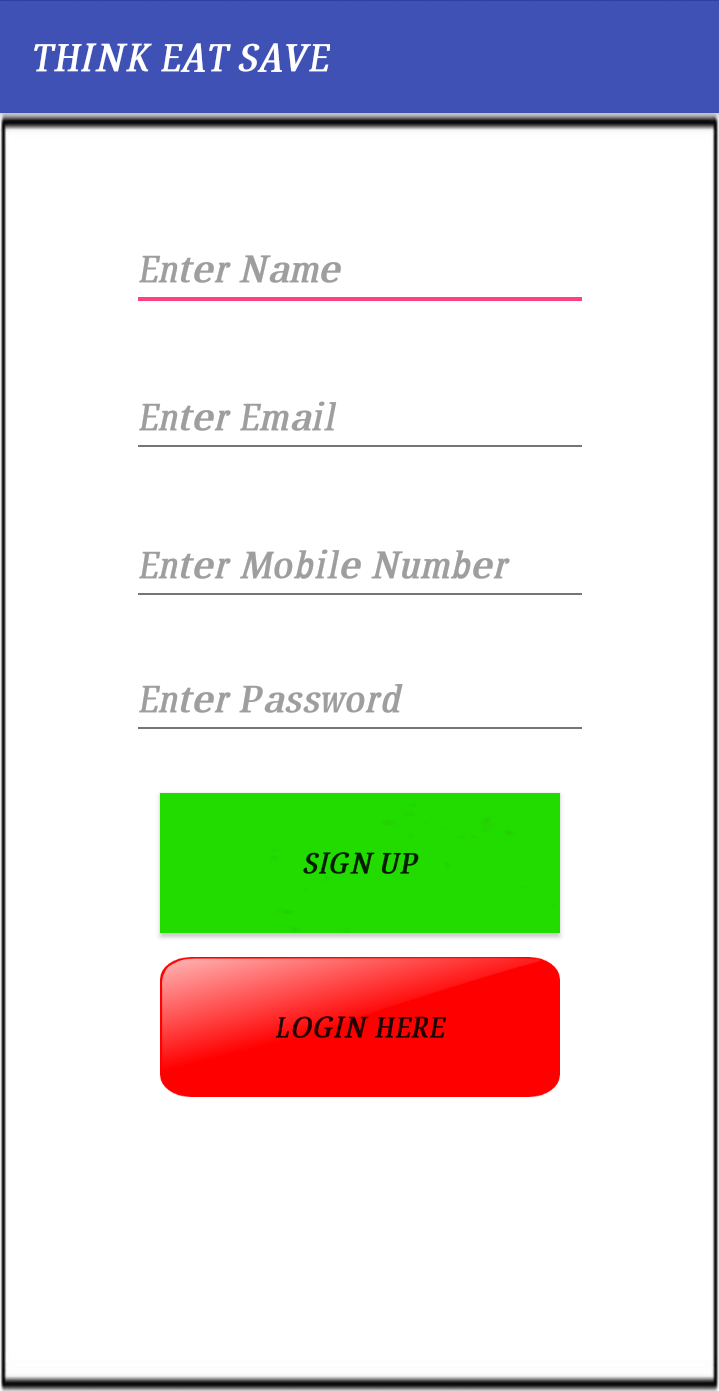 THINK EAT SAVE
Enter Name
Enter Email
Enter Mobile Number
Enter Password
SIGN UP
LOGIN HERE